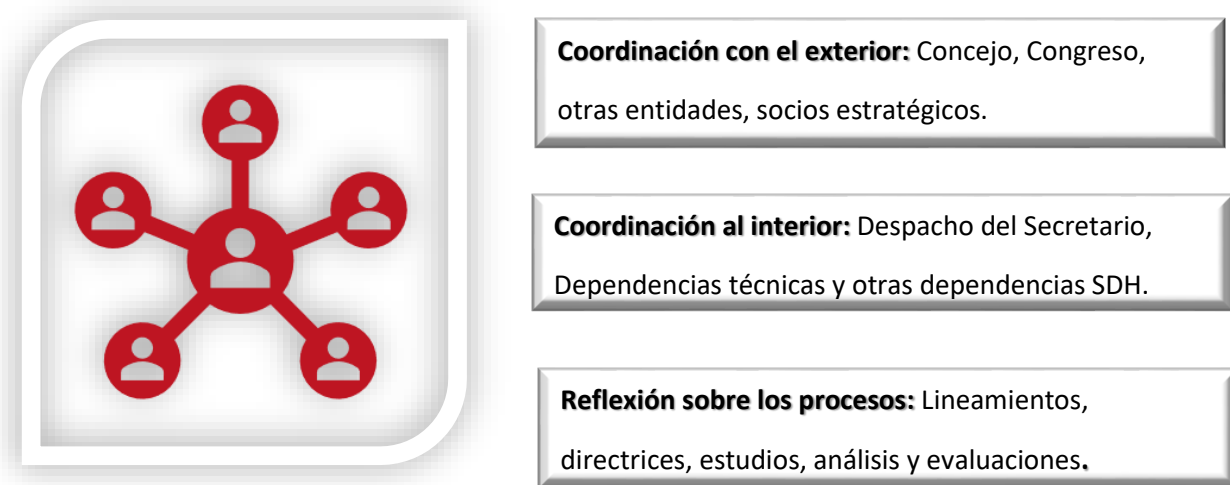 Coordinación con el exterior: Concejo, Congreso,
otras entidades, socios estratégicos.
Coordinación al interior: Despacho del Secretario,
Dependencias técnicas y otras dependencias SDH.
Reflexión sobre los procesos: Lineamientos,
directrices, estudios, análisis y evaluaciones.